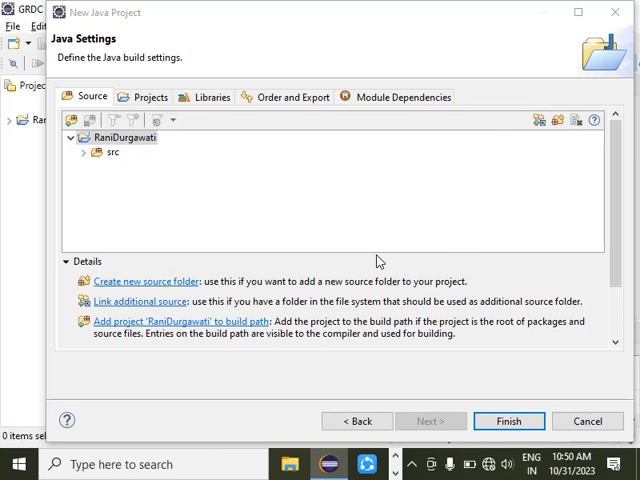 GRDC
New Java Project
File Edi
Java Settings
Define the Java build settings.
Projec
Source Projects Libraries Order and Export Module Dependencies
Ran
RaniDurgawati
src
Details
Create new source folder: use this if you want to add a new source folder to your project.
Link additional source: use this if you have a folder in the file system that should be used as additional source folder.
Add project 'RaniDurgawati' to build path: Add the project to the build path if the project is the root of packages and
source files. Entries on the build path are visible to the compiler and used for building.
< Back Next > Finish Cancel
0 items sel
Type here to search
ENG
IN
10:50 AM
10/31/2023